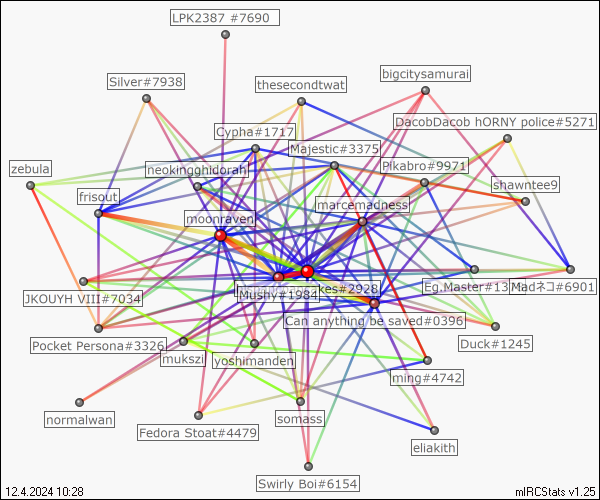 LPK2387 #7690
bigcitysamurai
Silver#7938
thesecondtwat
DacobDacob hORNY police#5271
Cypha#1717
Majestic#3375
Pikabro#9971
zebula
neokingghidorah
shawntee9
frisout
marcemadness
moonraven
Mushy#1984
kes#2928
Eg.Master#13
Madネコ#6901
JKOUYH VIII#7034
Can anything be saved#0396
Pocket Persona#3326
mukszi
yoshimanden
Duck#1245
ming#4742
normalwan
somass
Fedora Stoat#4479
eliakith
Swirly Boi#6154
12.4.2024 10:28
mIRCStats v1.25